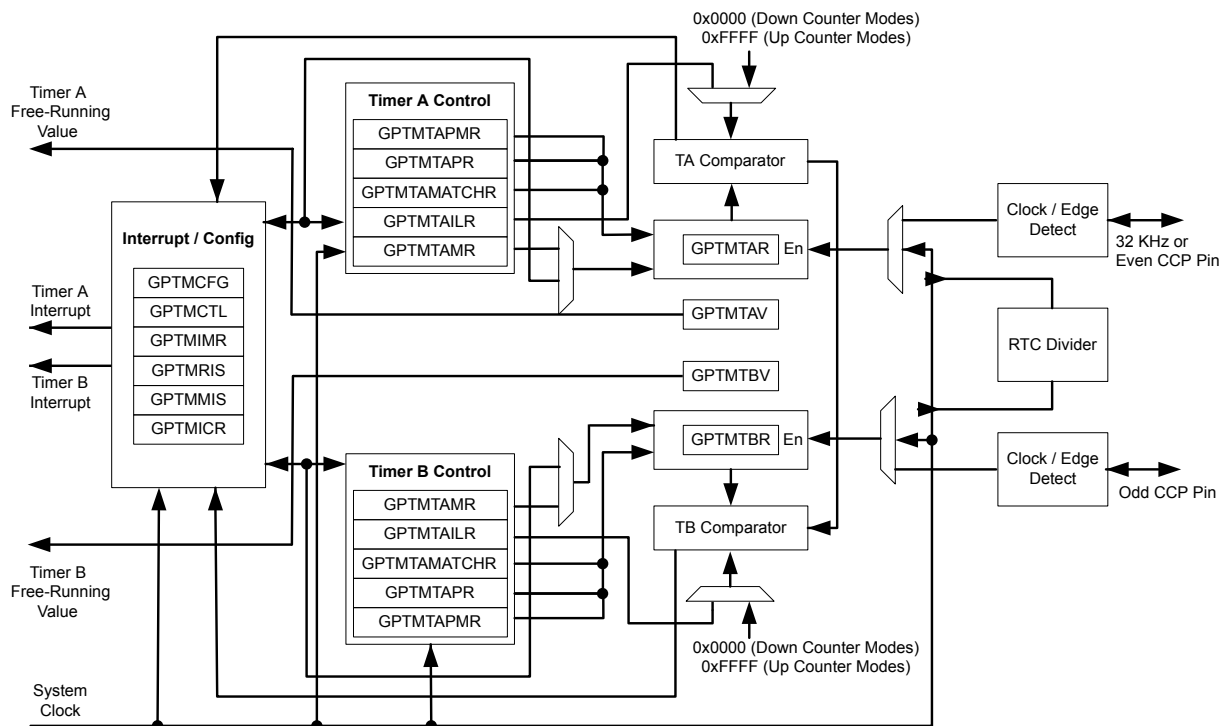 0x0000 (Down Counter Modes)
0xFFFF (Up Counter Modes)
Timer A
Free-Running
Value
Timer A Control
GPTMTAPMR
GPTMTAPR
GPTMTAMATCHR
GPTMTAILR
GPTMTAMR
TA Comparator
GPTMTAR
En
GPTMTAV
Clock / Edge
Detect
32 KHz or
Even CCP Pin
Interrupt / Config
GPTMCFG
GPTMCTL
GPTMIMR
GPTMRIS
GPTMMIS
GPTMICR
Timer A
Interrupt
Timer B
Interrupt
RTC Divider
GPTMTBV
GPTMTBR
En
Timer B Control
GPTMTAMR
GPTMTAILR
GPTMTAMATCHR
GPTMTAPR
GPTMTAPMR
TB Comparator
Clock / Edge
Detect
Odd CCP Pin
Timer B
Free-Running
Value
0x0000 (Down Counter Modes)
0xFFFF (Up Counter Modes)
System
Clock